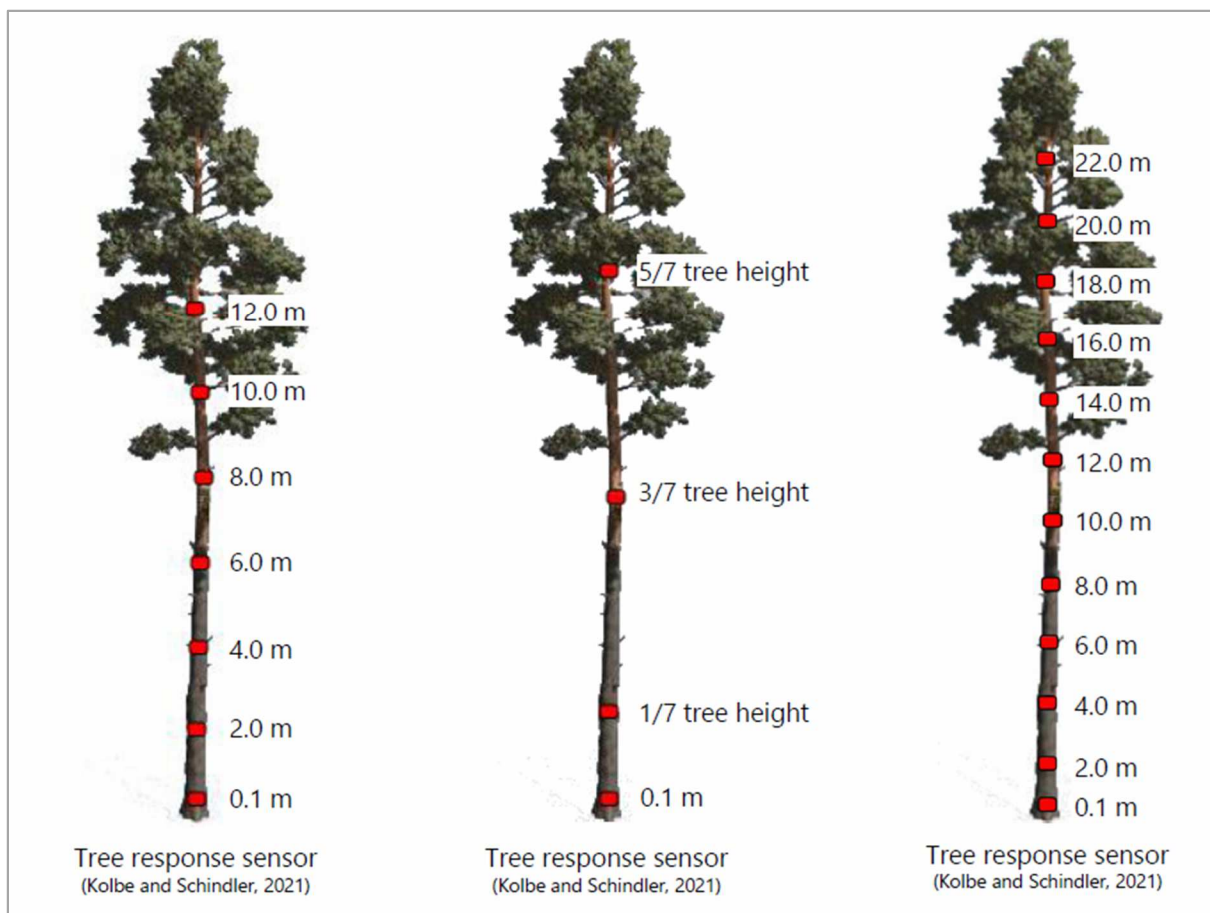 12.0 m
10.0 m
8.0 m
6.0 m
4.0 m
2.0 m
0.1 m
Tree response sensor
(Kolbe and Schindler, 2021)
5/7 tree height
3/7 tree height
1/7 tree height
0.1 m
Tree response sensor
(Kolbe and Schindler, 2021)
22.0 m
20.0 m
18.0 m
16.0 m
14.0 m
12.0 m
10.0 m
8.0 m
6.0 m
4.0 m
2.0 m
0.1 m
Tree response sensor
(Kolbe and Schindler, 2021)